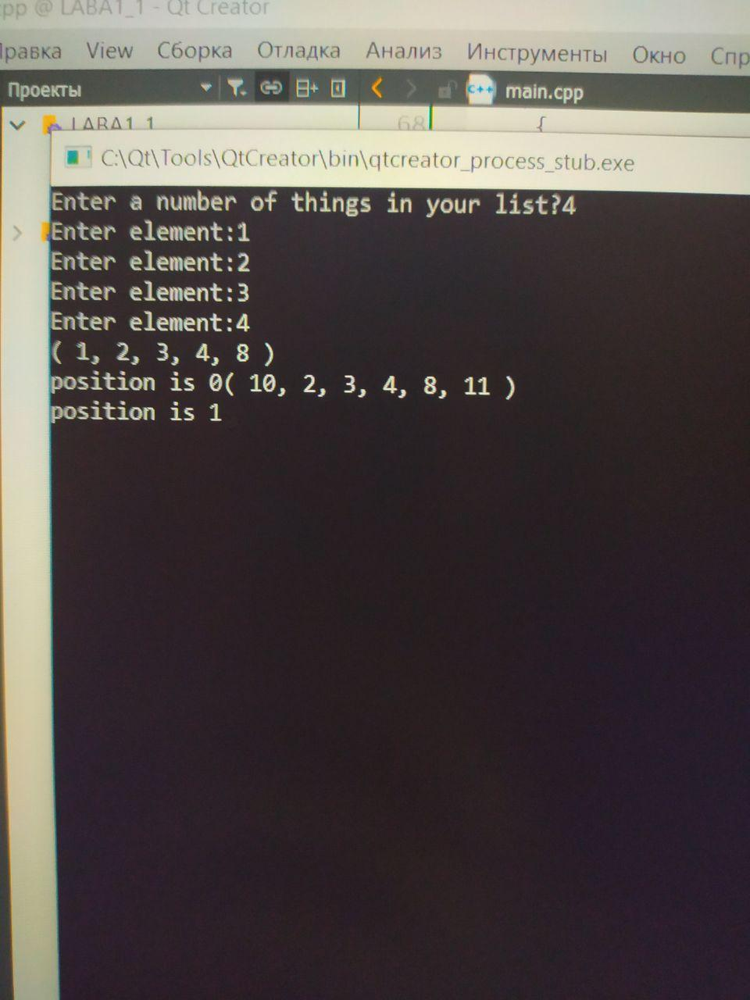 cpp @ LABA1_1 - Qt Creator
Правка View Сборка Отладка Анализ Инструменты Окно Спр
Проекты main.cpp
LABA1_1 68 {
C:\Qt\Tools\QtCreator\bin\qtcreator_process_stub.exe
Enter a number of things in your list?4
Enter element:1
Enter element:2
Enter element:3
Enter element:4
( 1, 2, 3, 4, 8 )
position is 0( 10, 2, 3, 4, 8, 11 )
position is 1